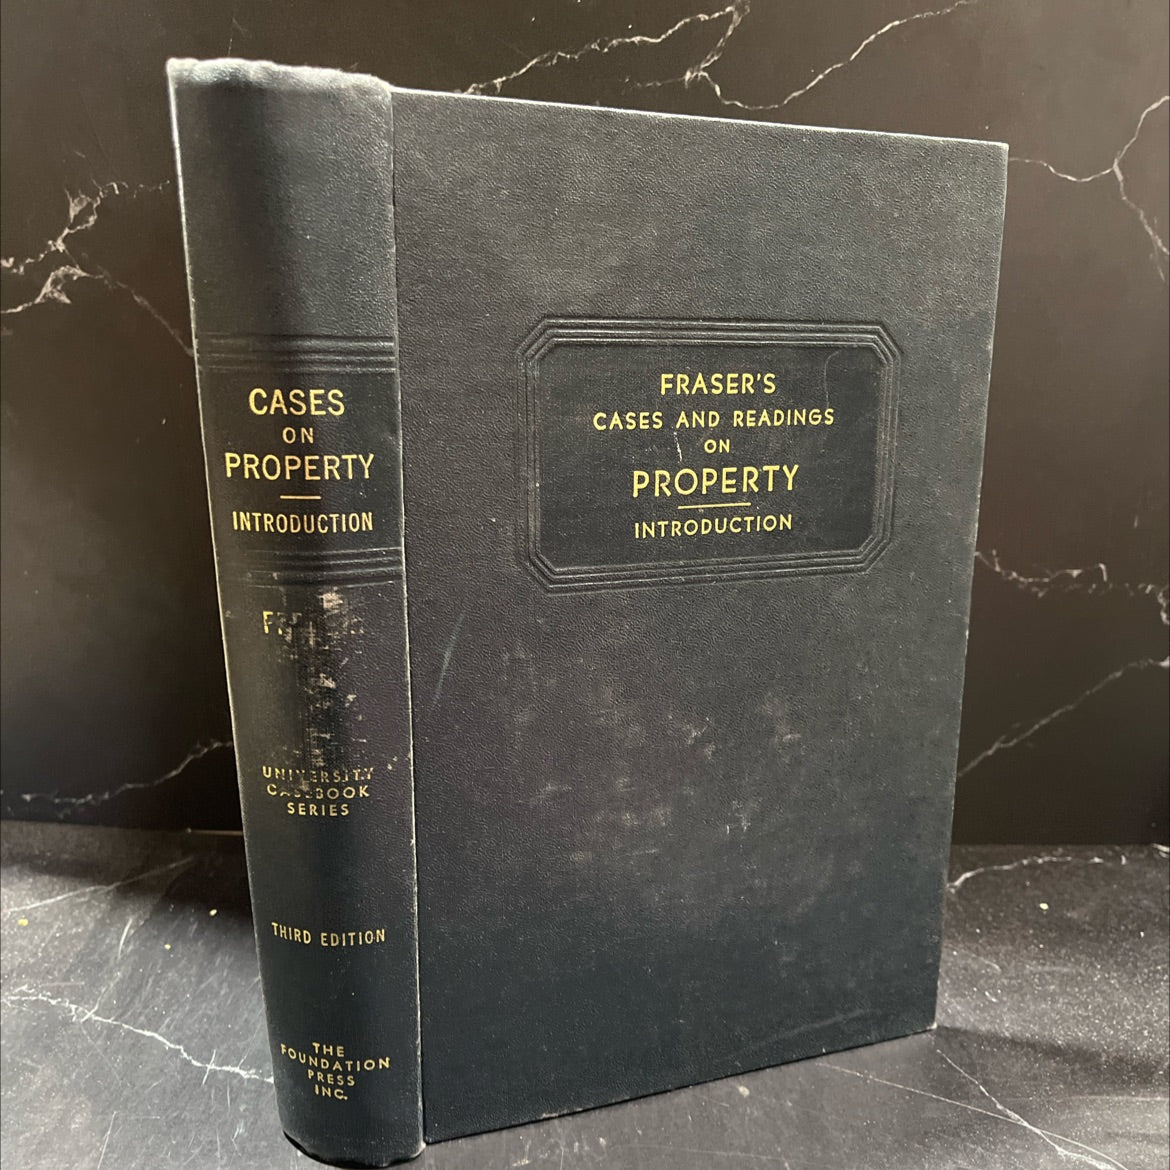 CASES
ON
PROPERTY
INTRODUCTION
UNIVERSITY
CASEBOOK
SERIES
THIRD EDITION
THE
FOUNDATION
PRESS
INC.
FRASER'S
CASES AND READINGS
ON
PROPERTY
INTRODUCTION